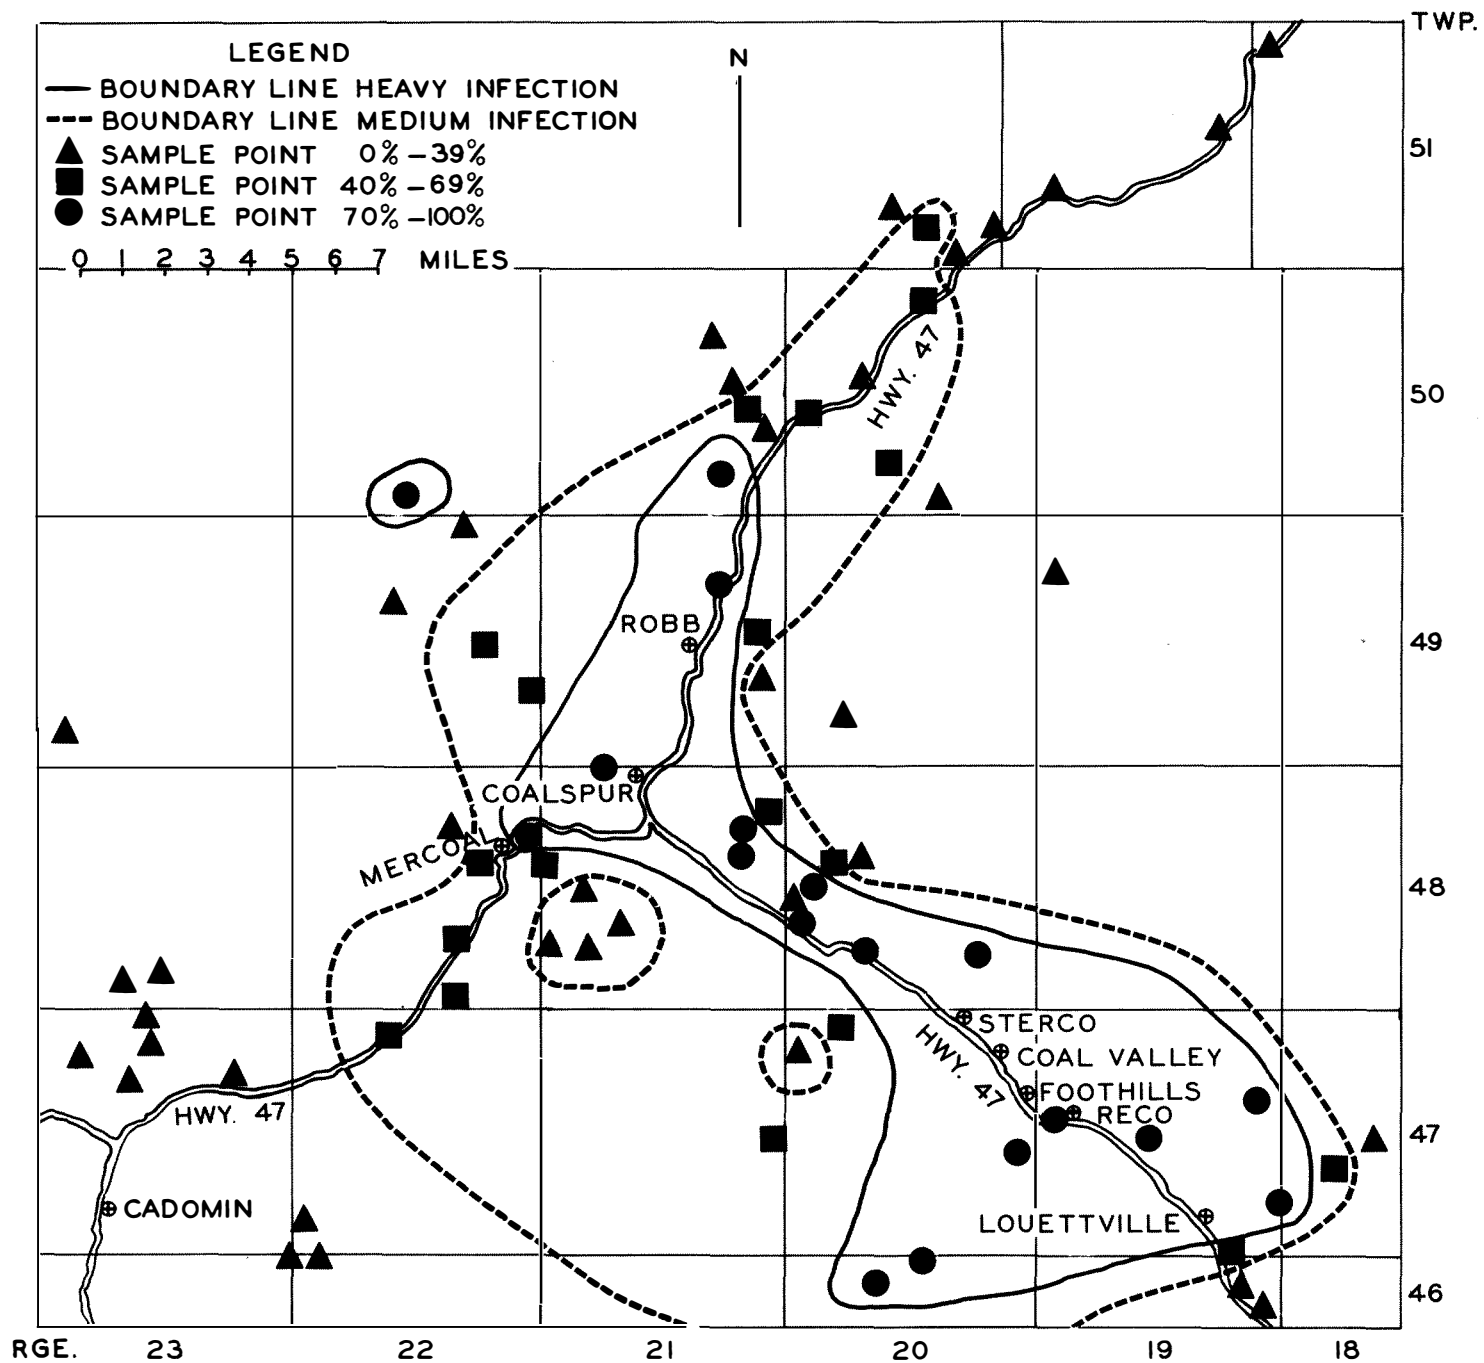 TWP.
LEGEND
N
BOUNDARY LINE HEAVY INFECTION
BOUNDARY LINE MEDIUM INFECTION
SAMPLE POINT 0% – 39%
SAMPLE POINT 40% – 69%
SAMPLE POINT 70% – 100%
0 1 2 3 4 5 6 7 MILES
51
50
HWY. 47
ROBB
49
COALSPUR
MERCOAL
48
STERCO
COAL VALLEY
HWY. 47
FOOTHILLS
RECO
HWY. 47
47
CADOMIN
LOUETTVILLE
46
RGE. 23 22 21 20 19 18